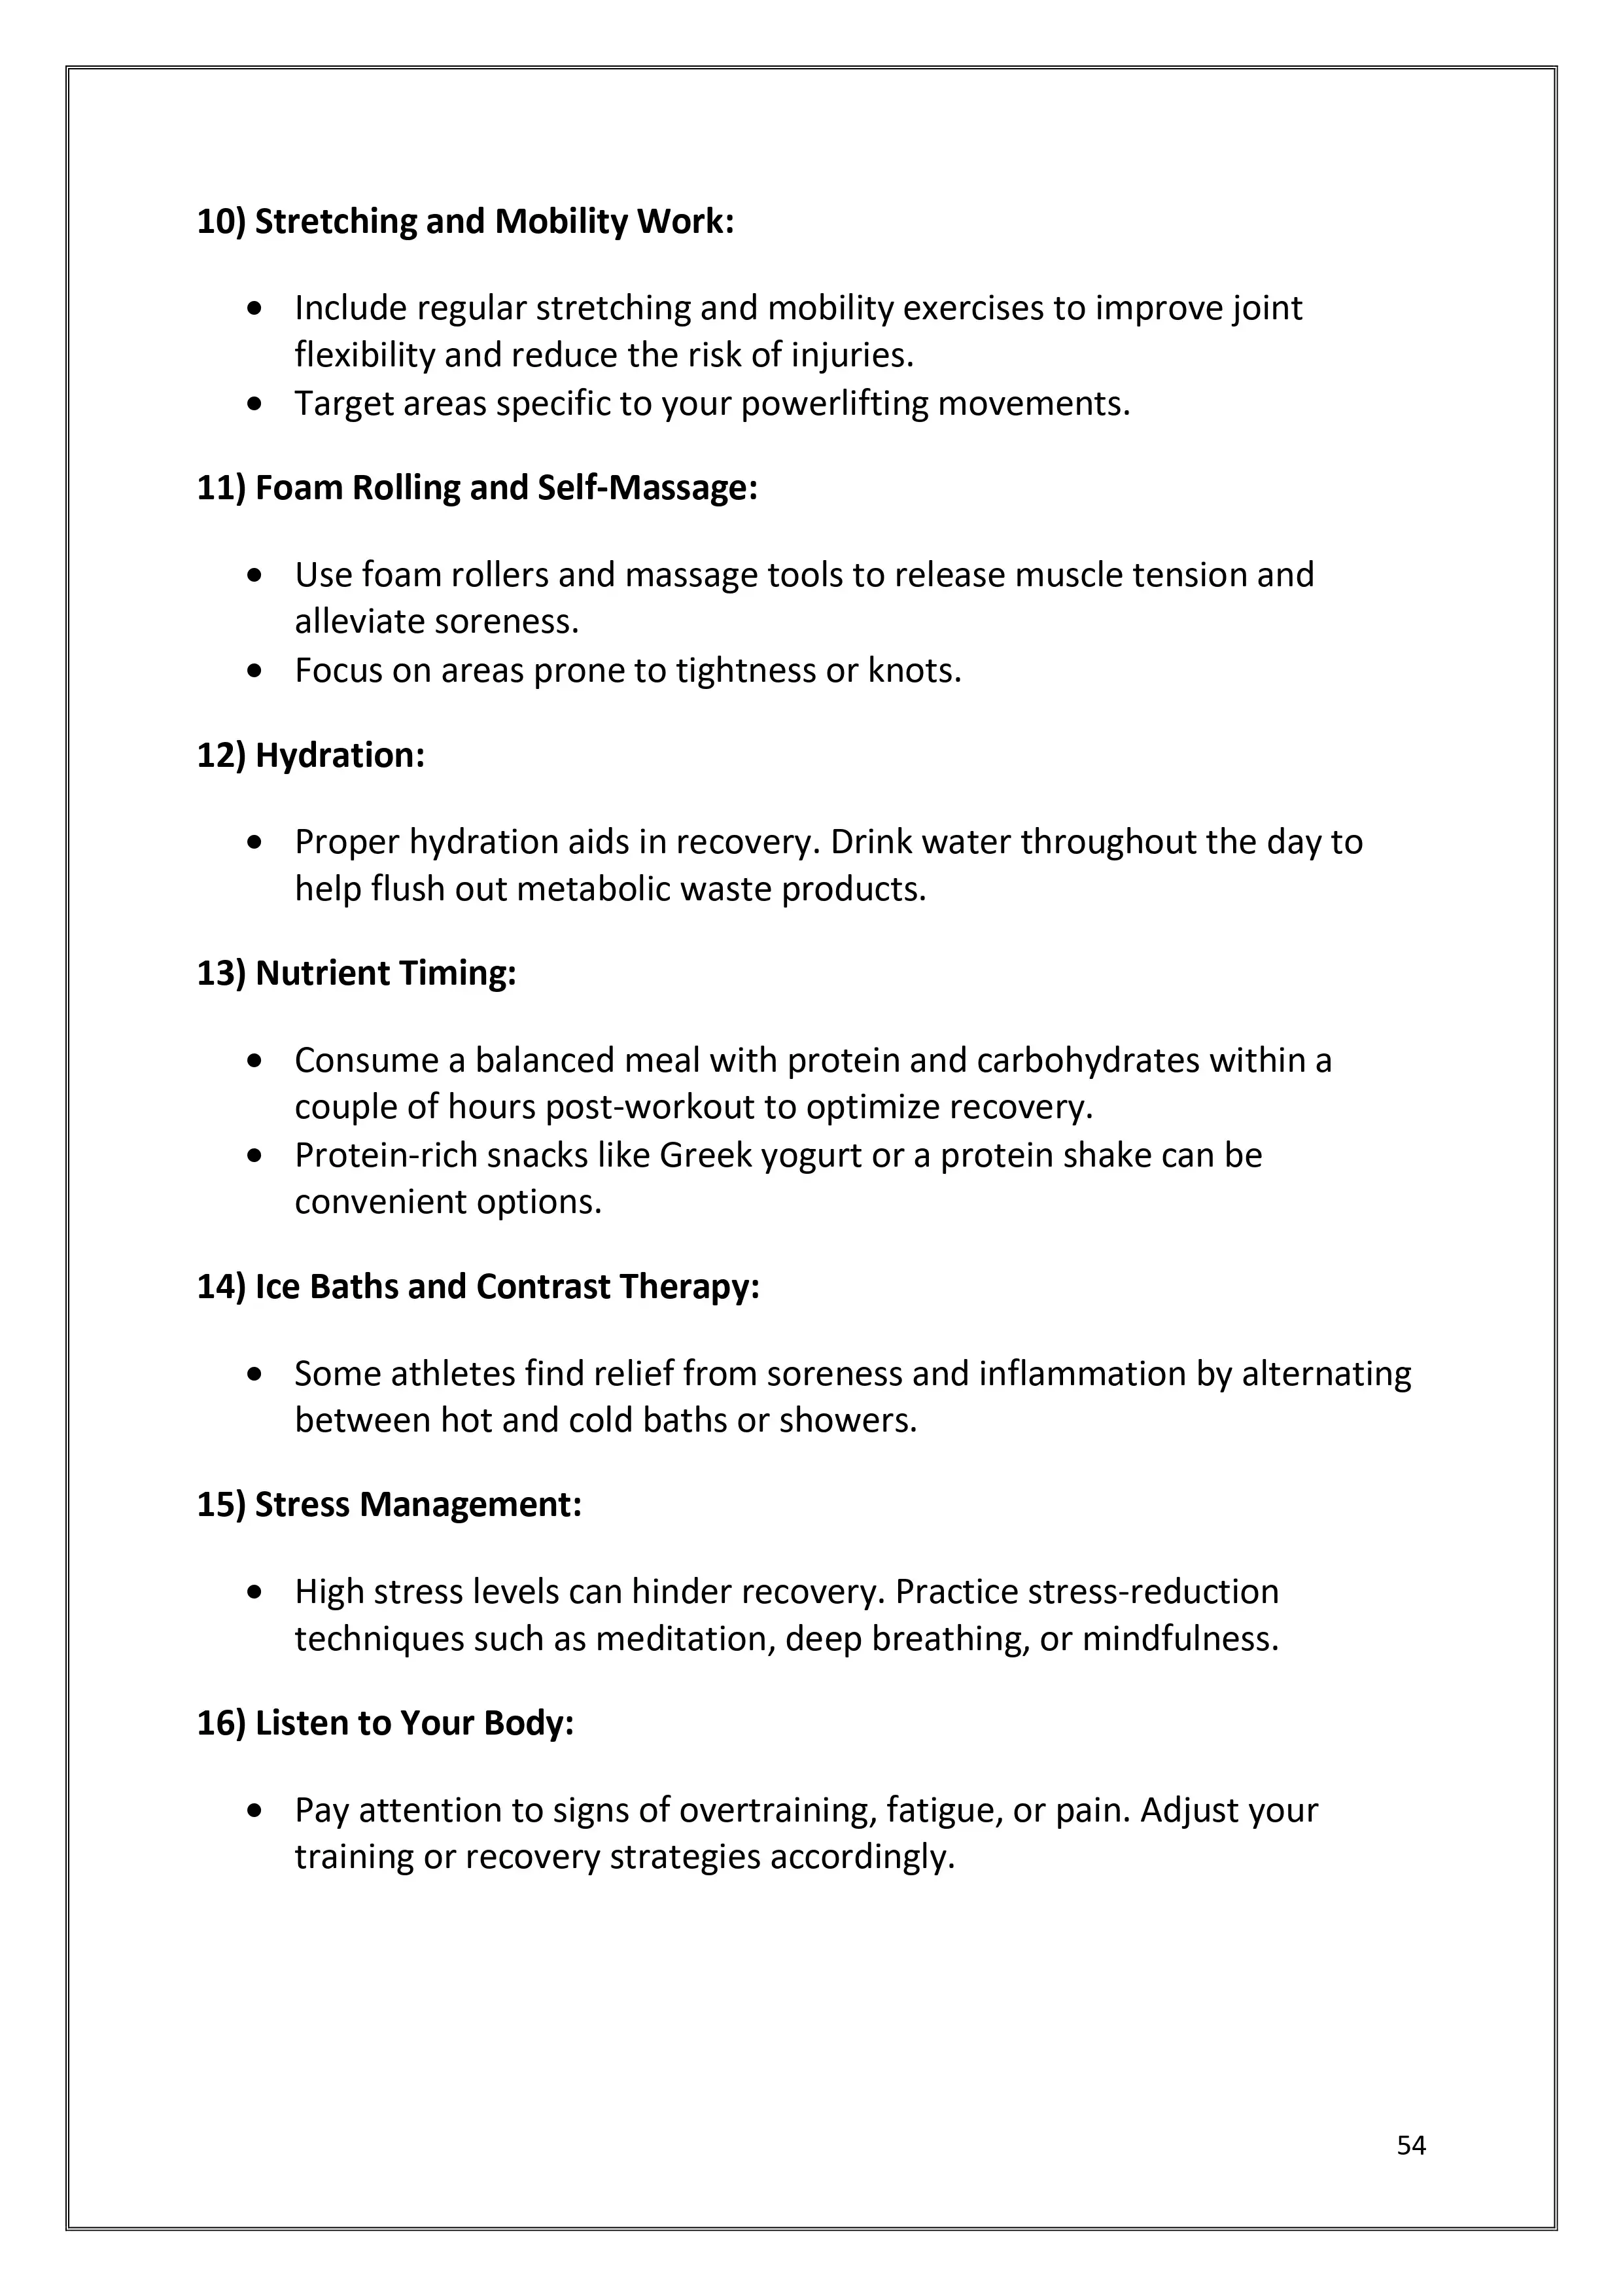 10) Stretching and Mobility Work:
• Include regular stretching and mobility exercises to improve joint
flexibility and reduce the risk of injuries.
• Target areas specific to your powerlifting movements.
11) Foam Rolling and Self-Massage:
• Use foam rollers and massage tools to release muscle tension and
alleviate soreness.
• Focus on areas prone to tightness or knots.
12) Hydration:
• Proper hydration aids in recovery. Drink water throughout the day to
help flush out metabolic waste products.
13) Nutrient Timing:
• Consume a balanced meal with protein and carbohydrates within a
couple of hours post-workout to optimize recovery.
• Protein-rich snacks like Greek yogurt or a protein shake can be
convenient options.
14) Ice Baths and Contrast Therapy:
• Some athletes find relief from soreness and inflammation by alternating
between hot and cold baths or showers.
15) Stress Management:
• High stress levels can hinder recovery. Practice stress-reduction
techniques such as meditation, deep breathing, or mindfulness.
16) Listen to Your Body:
• Pay attention to signs of overtraining, fatigue, or pain. Adjust your
training or recovery strategies accordingly.
54